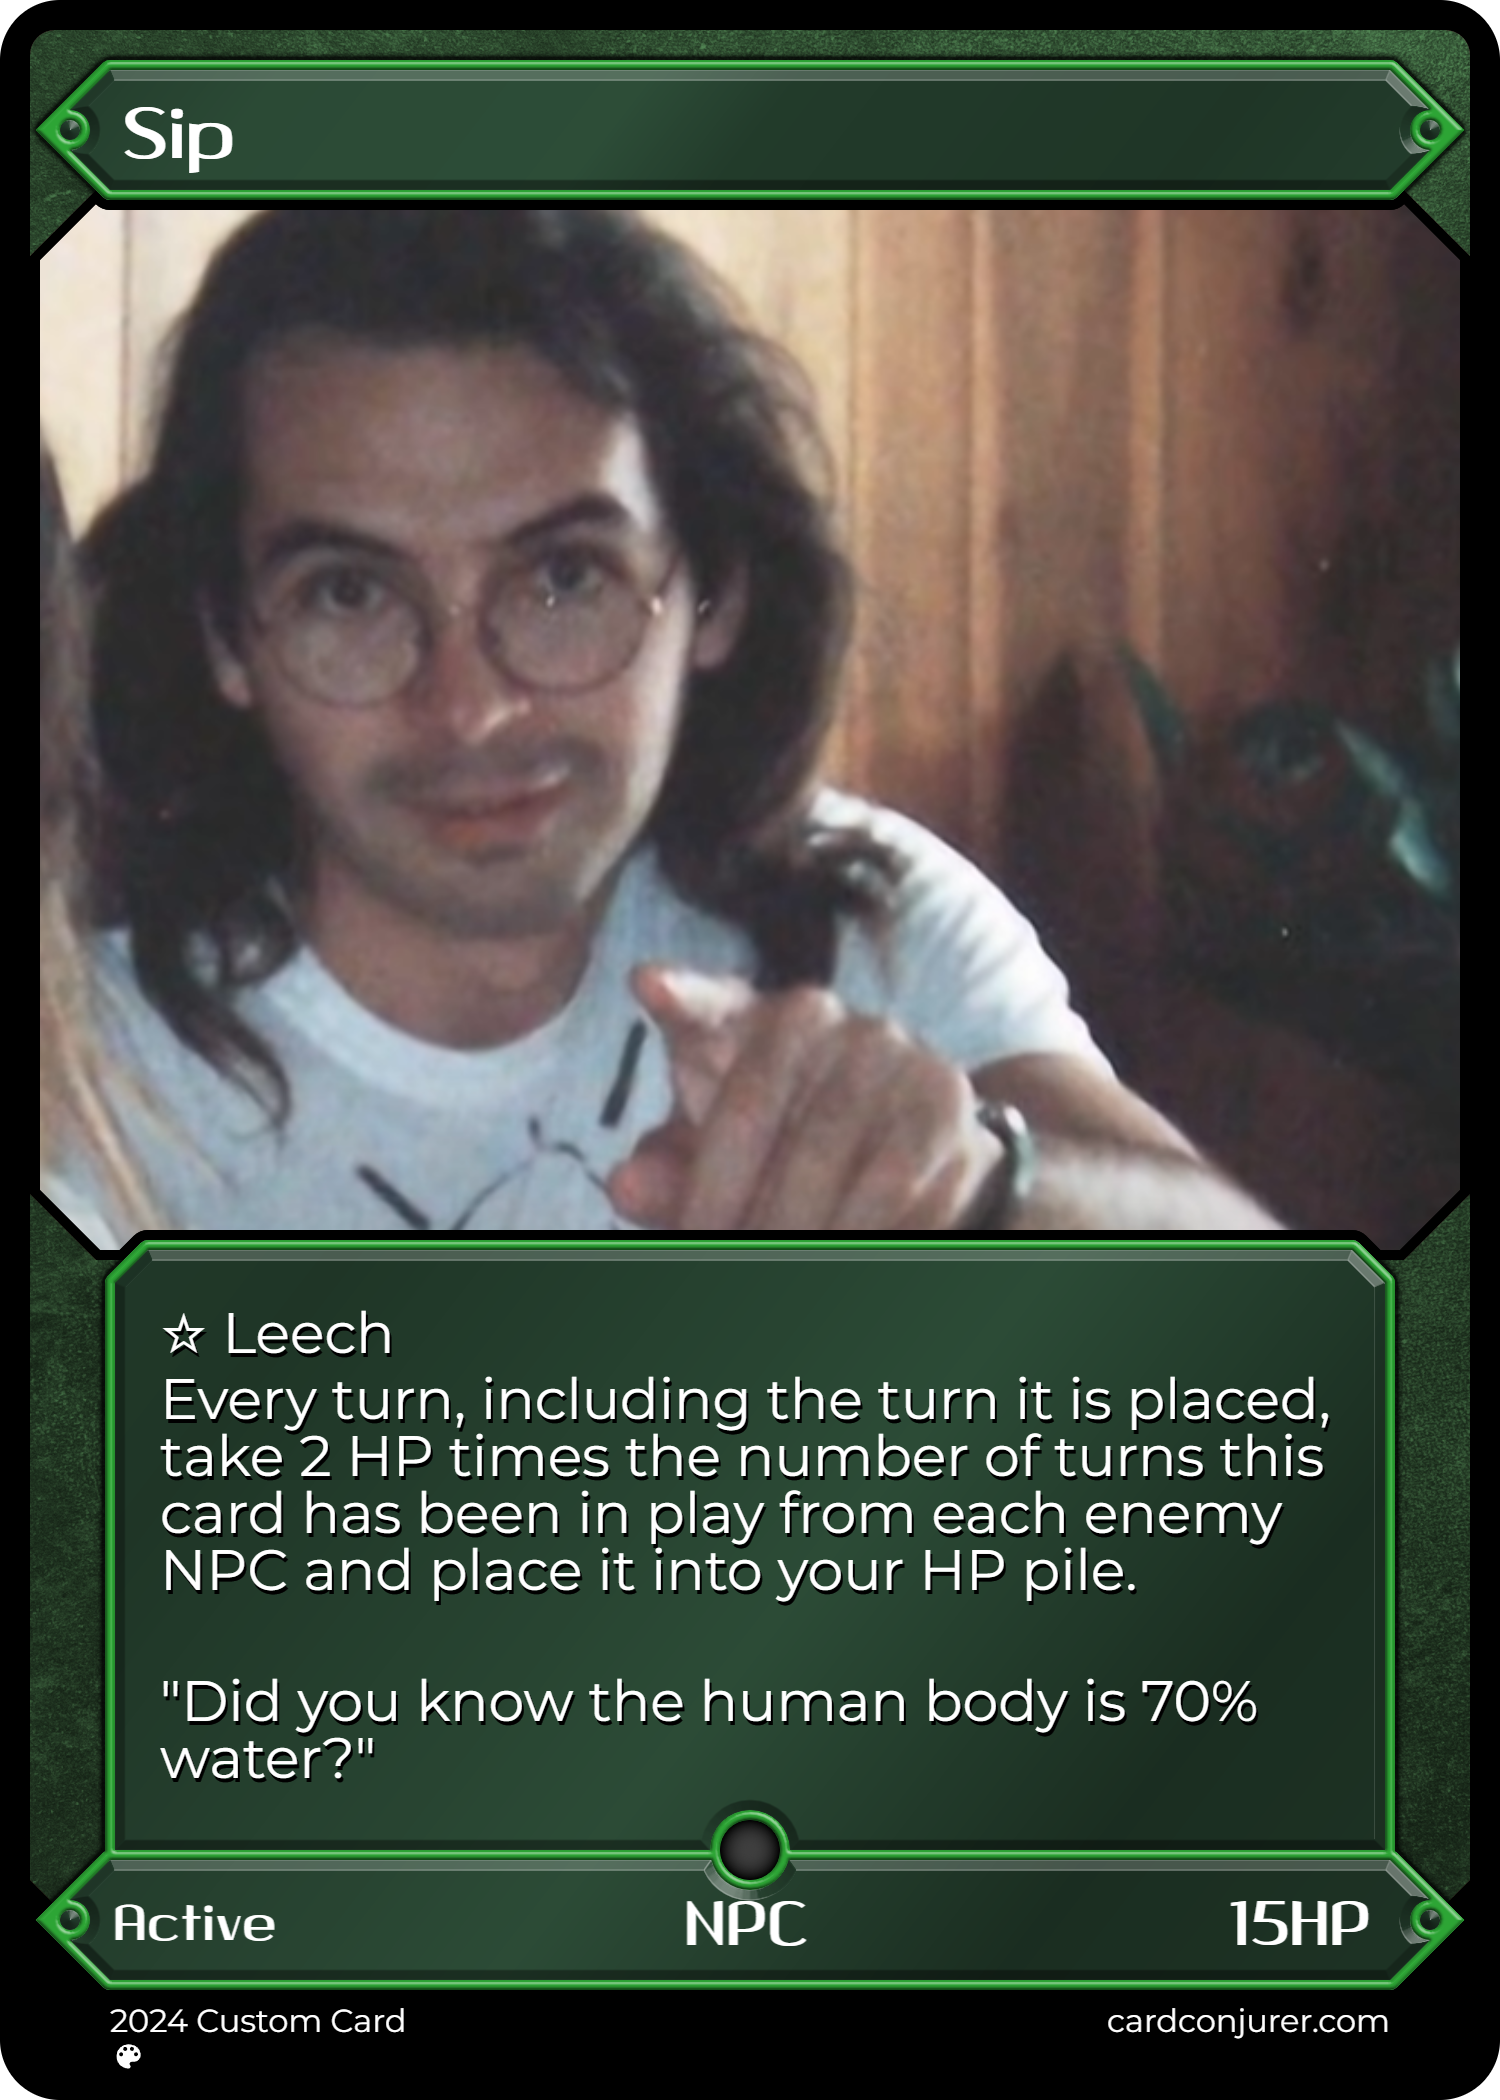 Sip
☆ Leech
Every turn, including the turn it is placed,
take 2 HP times the number of turns this
card has been in play from each enemy
NPC and place it into your HP pile.
"Did you know the human body is 70%
water?"
Active NPC 15HP
2024 Custom Card cardconjurer.com